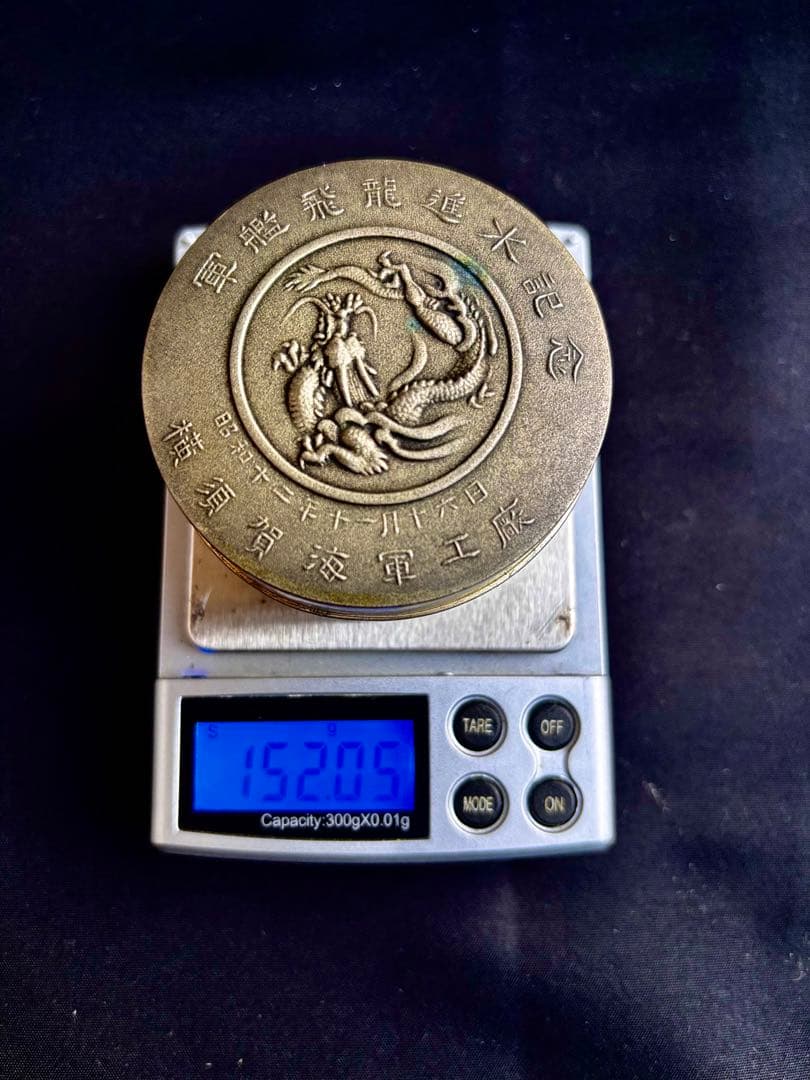 軍艦飛龍進水記念
昭和十二年十一月十六日
横須賀海軍工廠
S g
152.05
Capacity:300gX0.01g
TARE
OFF
MODE
ON